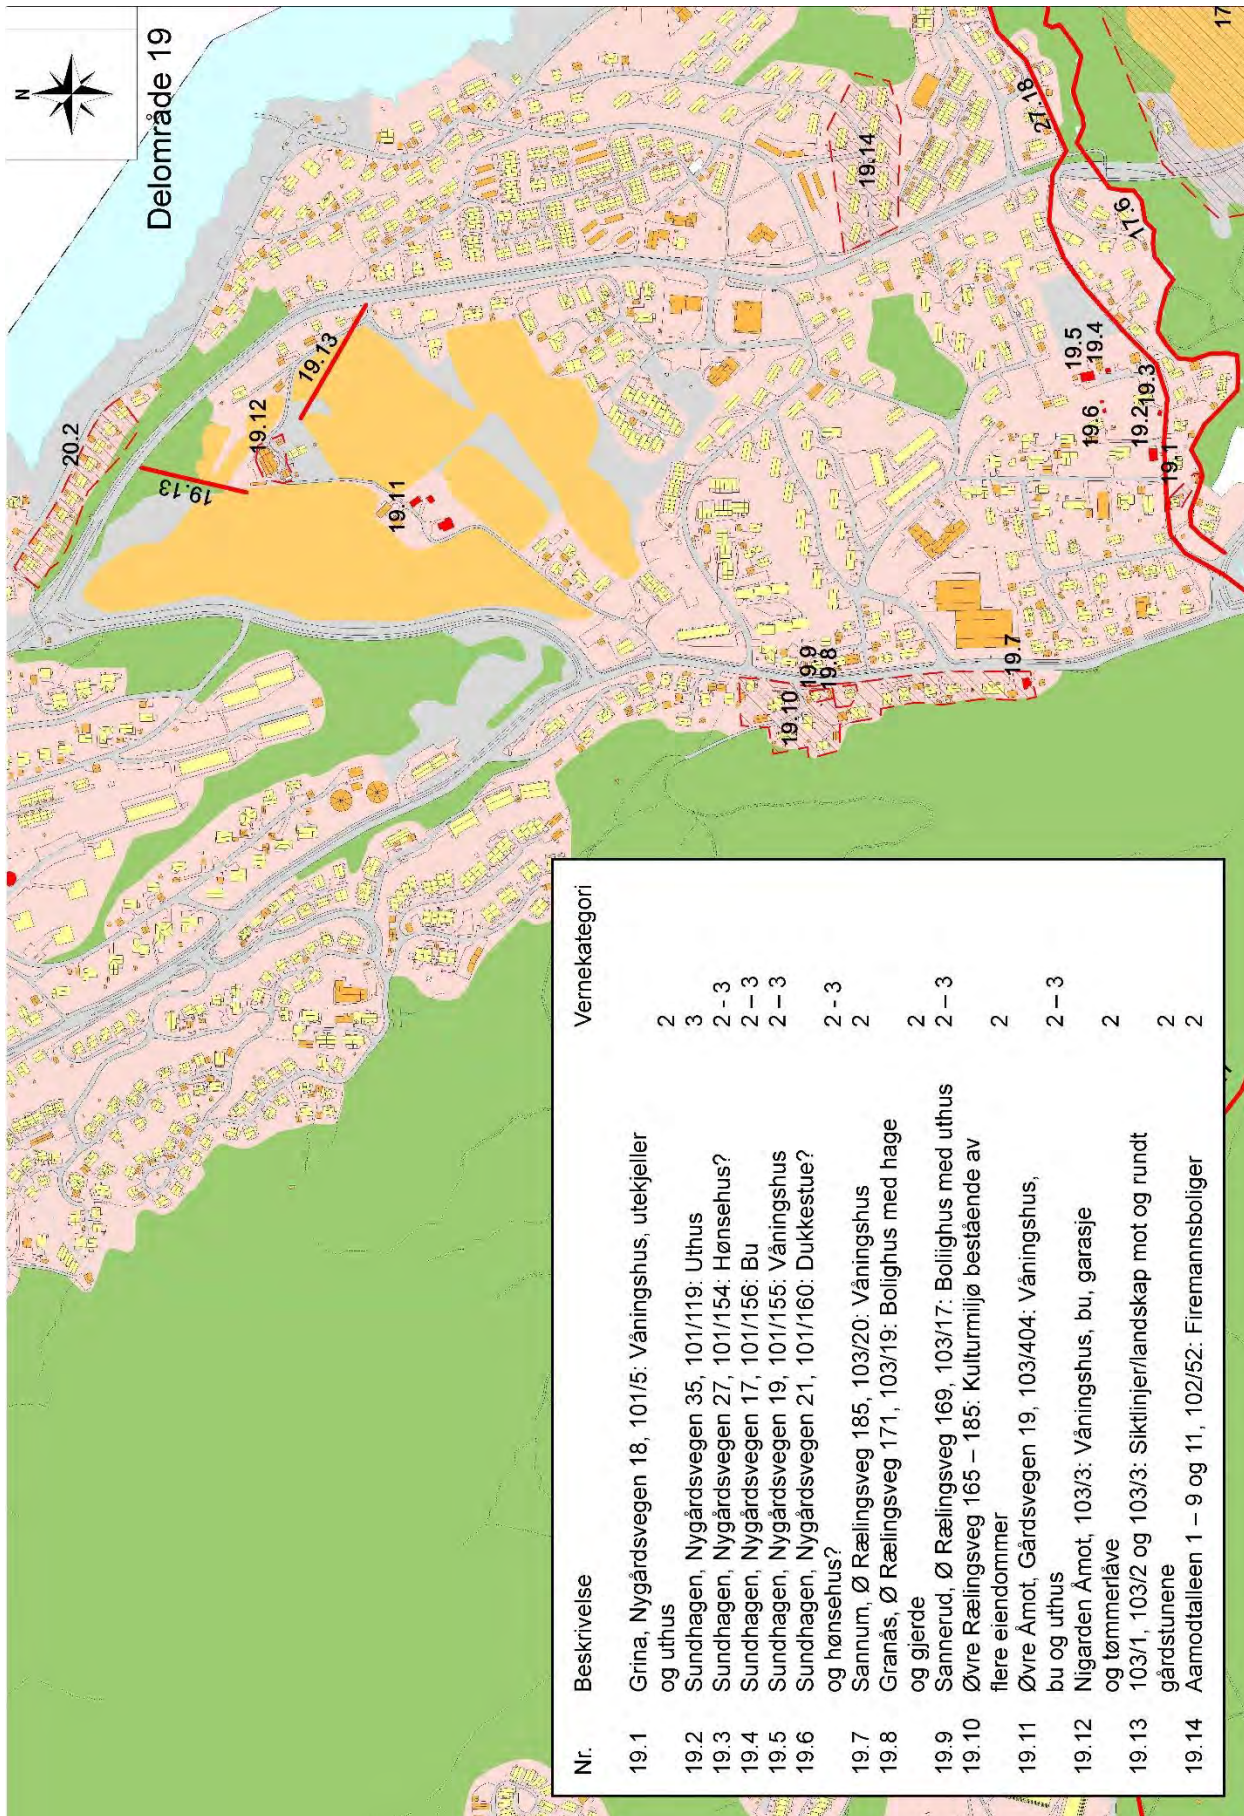 N
Delområde 19
20.2
19.13
19.12
19.13
19.11
19.14
27.18
17
17.6
19.5
19.4
19.6
19.3
19.2
19.1
19.10
19.9
19.8
19.7
Nr. Beskrivelse Vernekategori
19.1 Grina, Nygårdsvegen 18, 101/5: Våningshus, utekjeller
og uthus 2
19.2 Sundhagen, Nygårdsvegen 35, 101/119: Uthus 3
19.3 Sundhagen, Nygårdsvegen 27, 101/154: Hønsehus? 2 - 3
19.4 Sundhagen, Nygårdsvegen 17, 101/156: Bu 2 – 3
19.5 Sundhagen, Nygårdsvegen 19, 101/155: Våningshus 2 – 3
19.6 Sundhagen, Nygårdsvegen 21, 101/160: Dukkestue?
og hønsehus? 2 - 3
19.7 Sannum, Ø Rælingsveg 185, 103/20: Våningshus 2
19.8 Granås, Ø Rælingsveg 171, 103/19: Bolighus med hage
og gjerde 2
19.9 Sannerud, Ø Rælingsveg 169, 103/17: Boliighus med uthus 2 – 3
19.10 Øvre Rælingsveg 165 – 185: Kulturmiljø bestående av
flere eiendommer 2
19.11 Øvre Åmot, Gårdsvegen 19, 103/404: Våningshus,
bu og uthus 2 – 3
19.12 Nigarden Åmot, 103/3: Våningshus, bu, garasje
og tømmerlåve 2
19.13 103/1, 103/2 og 103/3: Siktlinjer/landskap mot og rundt
gårdstunene 2
19.14 Aamodtalleen 1 – 9 og 11, 102/52: Firemannsboliger 2